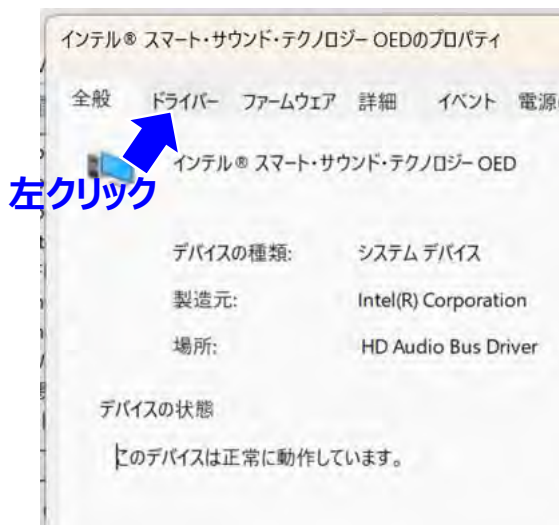 インテル® スマート・サウンド・テクノロジー OEDのプロパティ
全般 ドライバー ファームウェア 詳細 イベント 電源
インテル® スマート・サウンド・テクノロジー OED
左クリック
デバイスの種類: システム デバイス
製造元: Intel(R) Corporation
場所: HD Audio Bus Driver
デバイスの状態
このデバイスは正常に動作しています。